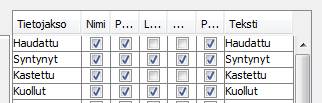 Tietojakso Nimi P... L... ... P... Teksti
Haudattu Haudattu
Syntynyt Syntynyt
Kastettu Kastettu
Kuollut Kuollut